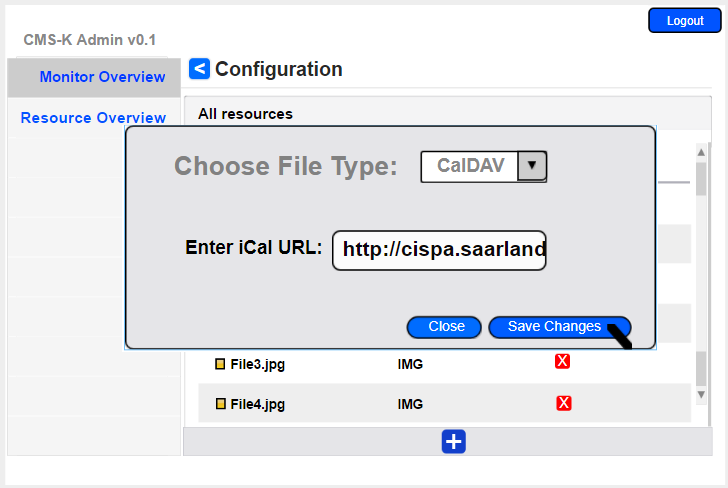 Logout
CMS-K Admin v0.1
Monitor Overview
< Configuration
Resource Overview
All resources
Choose File Type: CalDAV ▼
Enter iCal URL: http://cispa.saarland
Close Save Changes
File3.jpg IMG X
File4.jpg IMG X
+